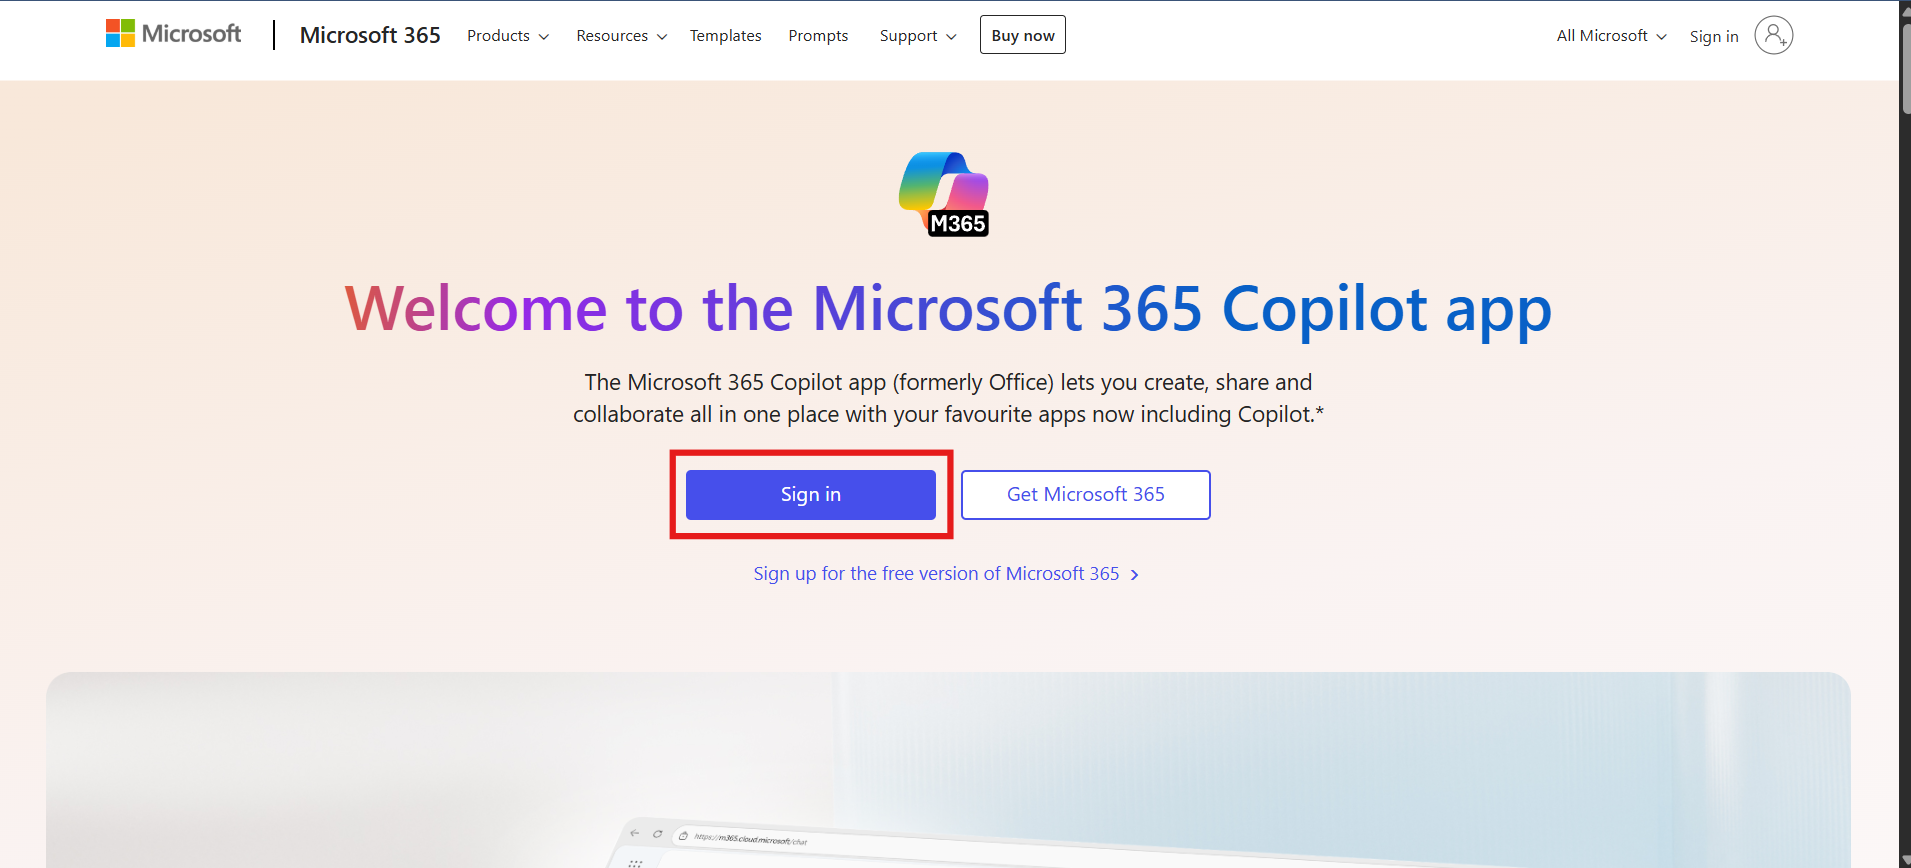 Microsoft
Microsoft 365
Products
Resources
Templates
Prompts
Support
Buy now
All Microsoft
Sign in
M365
Welcome to the Microsoft 365 Copilot app
The Microsoft 365 Copilot app (formerly Office) lets you create, share and
collaborate all in one place with your favourite apps now including Copilot.*
Sign in
Get Microsoft 365
Sign up for the free version of Microsoft 365
https://m365.cloud.microsoft/chat